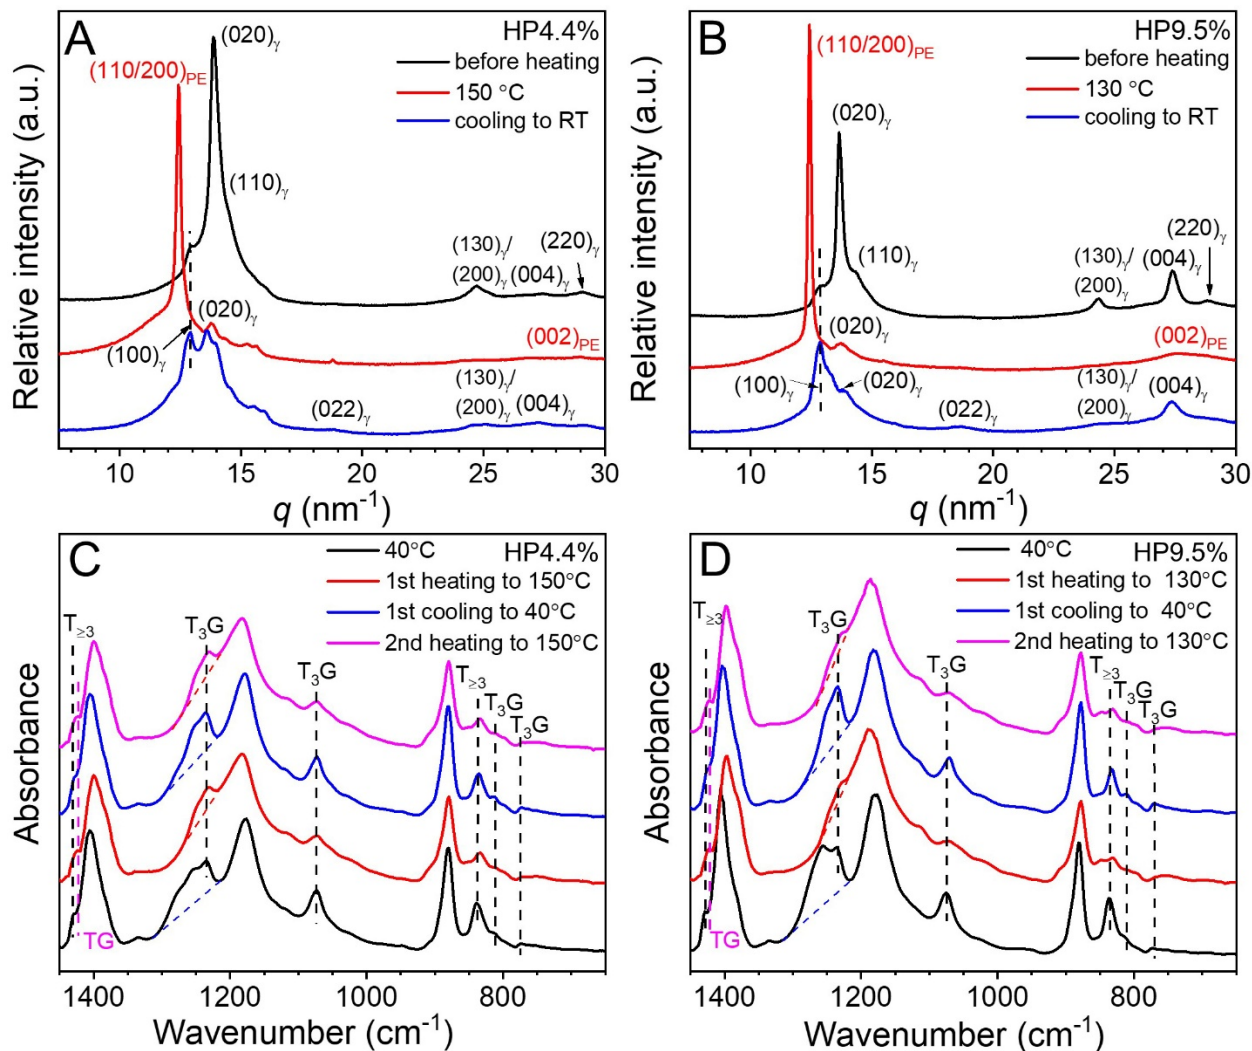 A
HP4.4%
before heating
150 °C
cooling to RT
(020)γ
(110/200)PE
(110)γ
(130)γ/
(200)γ
(004)γ
(220)γ
(020)γ
(100)γ
(002)PE
(130)γ/
(022)γ
(200)γ
(004)γ
10 15 20 25 30
q (nm-1)
Relative intensity (a.u.)
B
HP9.5%
before heating
130 °C
cooling to RT
(110/200)PE
(020)γ
(110)γ
(130)γ/
(200)γ
(004)γ
(220)γ
(020)γ
(002)PE
(100)γ
(020)γ
(022)γ
(130)γ/
(200)γ
(004)γ
10 15 20 25 30
q (nm-1)
Relative intensity (a.u.)
C
HP4.4%
40°C
1st heating to 150°C
1st cooling to 40°C
2nd heating to 150°C
T≥3
T3G
T3G
T≥3
T3G
T3G
TG
1400 1200 1000 800
Wavenumber (cm-1)
Absorbance
D
HP9.5%
40°C
1st heating to 130°C
1st cooling to 40°C
2nd heating to 130°C
T≥3
T3G
T3G
T≥3
T3G
T3G
TG
1400 1200 1000 800
Wavenumber (cm-1)
Absorbance